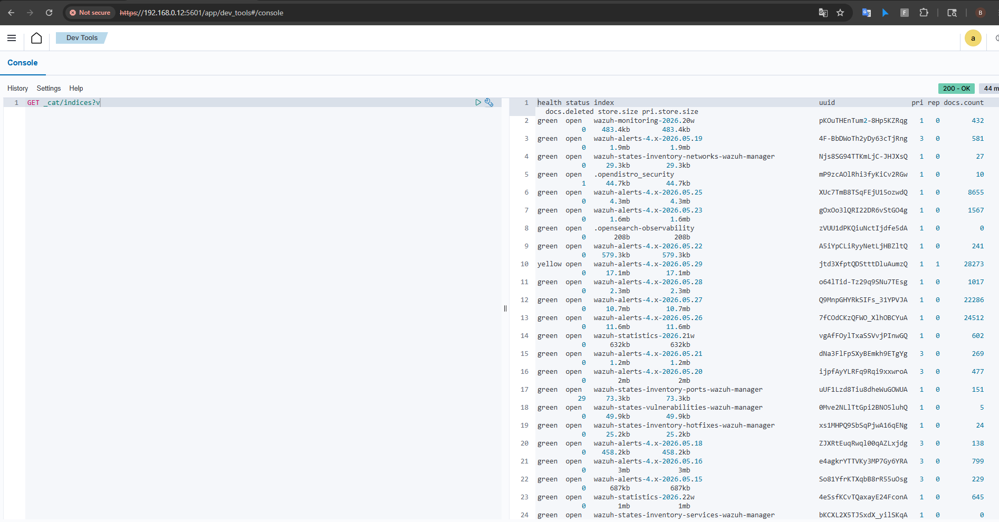 Not secure https://192.168.0.12:5601/app/dev_tools#/console F B
Dev Tools a
Console
History Settings Help 200 - OK 44 m
1 GET _cat/indices?v
1 health status index uuid pri rep docs.count
docs.deleted store.size pri.store.size
2 green open wazuh-monitoring-2026.20w pKOuTHEnTum2-8Hp5KZRqg 1 0 432
0 483.4kb 483.4kb
3 green open wazuh-alerts-4.x-2026.05.19 4F-BbDWoTh2yDy63cTjRng 3 0 581
0 1.9mb 1.9mb
4 green open wazuh-states-inventory-networks-wazuh-manager Njs8SG94TTKmLjC-JHJXsQ 1 0 27
0 29.3kb 29.3kb
5 green open .opendistro_security mP9zcAOlRhi3fyKiCv2RGw 1 0 10
1 44.7kb 44.7kb
6 green open wazuh-alerts-4.x-2026.05.25 XUc7TmB8TSqFEjU15ozwdQ 1 0 8655
0 4.3mb 4.3mb
7 green open wazuh-alerts-4.x-2026.05.23 gOxOo3lQRI22DR6vStGO4g 1 0 1567
0 1.6mb 1.6mb
8 green open .opensearch-observability zVUU1dPKQiuNctIjdfe5dA 1 0 0
0 208b 208b
9 green open wazuh-alerts-4.x-2026.05.22 A5iYpCLiRyyNetLjHBZltQ 1 0 241
0 579.3kb 579.3kb
10 yellow open wazuh-alerts-4.x-2026.05.29 jtd3XfptQDStttDluAumzQ 1 1 28273
0 17.1mb 17.1mb
11 green open wazuh-alerts-4.x-2026.05.28 o64lTid-Tz29q9SNu7TEsg 1 0 1017
0 2.3mb 2.3mb
12 green open wazuh-alerts-4.x-2026.05.27 Q9MnpGHYRkSIFs_31YPVJA 1 0 22286
0 10.7mb 10.7mb
13 green open wazuh-alerts-4.x-2026.05.26 7fCOdCKzQFWO_XlhOBCYuA 1 0 24512
0 11.6mb 11.6mb
14 green open wazuh-statistics-2026.21w vgAfFOylTxaSSVvjPInwGQ 1 0 602
0 632kb 632kb
15 green open wazuh-alerts-4.x-2026.05.21 dNa3FlFpSXyBEmkh9ETgYg 3 0 269
0 1.2mb 1.2mb
16 green open wazuh-alerts-4.x-2026.05.20 ijpfAyYLRFq9Rqi9xxwroA 3 0 477
0 2mb 2mb
17 green open wazuh-states-inventory-ports-wazuh-manager uUF1Lzd8Tiu8dheWuGOWUA 1 0 151
29 73.3kb 73.3kb
18 green open wazuh-states-vulnerabilities-wazuh-manager 0Mve2NLlTtGpi2BNO5luhQ 1 0 5
0 49.9kb 49.9kb
19 green open wazuh-states-inventory-hotfixes-wazuh-manager xs1MHPQ9SbSqPjwA16qENg 1 0 24
0 25.2kb 25.2kb
20 green open wazuh-alerts-4.x-2026.05.18 ZJXRtEuqRwql00qAZLxjdg 3 0 138
0 458.2kb 458.2kb
21 green open wazuh-alerts-4.x-2026.05.16 e4agkrYTTVKy3MP7Gy6YRA 3 0 799
0 3mb 3mb
22 green open wazuh-alerts-4.x-2026.05.15 So81YfrKTXqbB8rR55uOsg 3 0 229
0 687kb 687kb
23 green open wazuh-statistics-2026.22w 4eSsfKCvTQaxayE24FconA 1 0 645
0 1mb 1mb
24 green open wazuh-states-inventory-services-wazuh-manager bKCXL2X5TJSxdX_yilSKqA 1 0 0